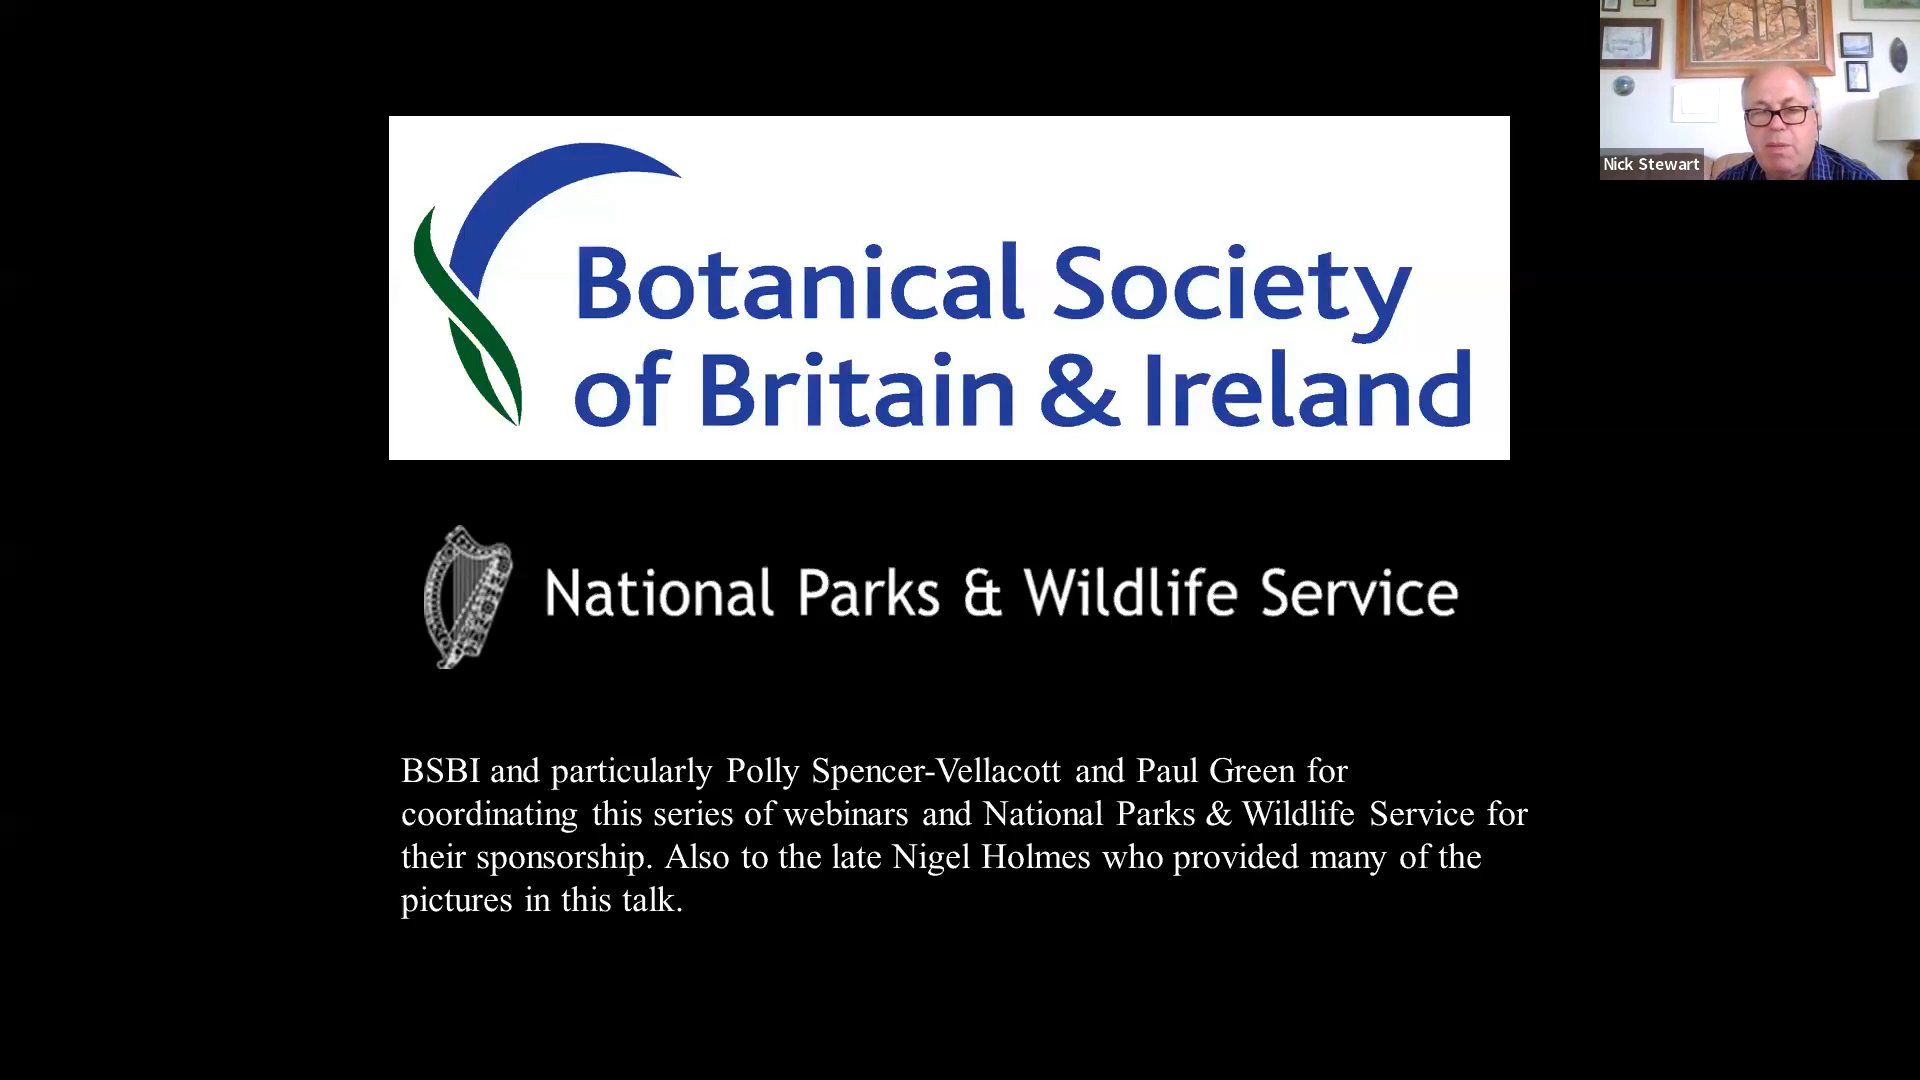 Nick Stewart
Botanical Society
of Britain & Ireland
National Parks & Wildlife Service
BSBI and particularly Polly Spencer-Vellacott and Paul Green for
coordinating this series of webinars and National Parks & Wildlife Service for
their sponsorship. Also to the late Nigel Holmes who provided many of the
pictures in this talk.